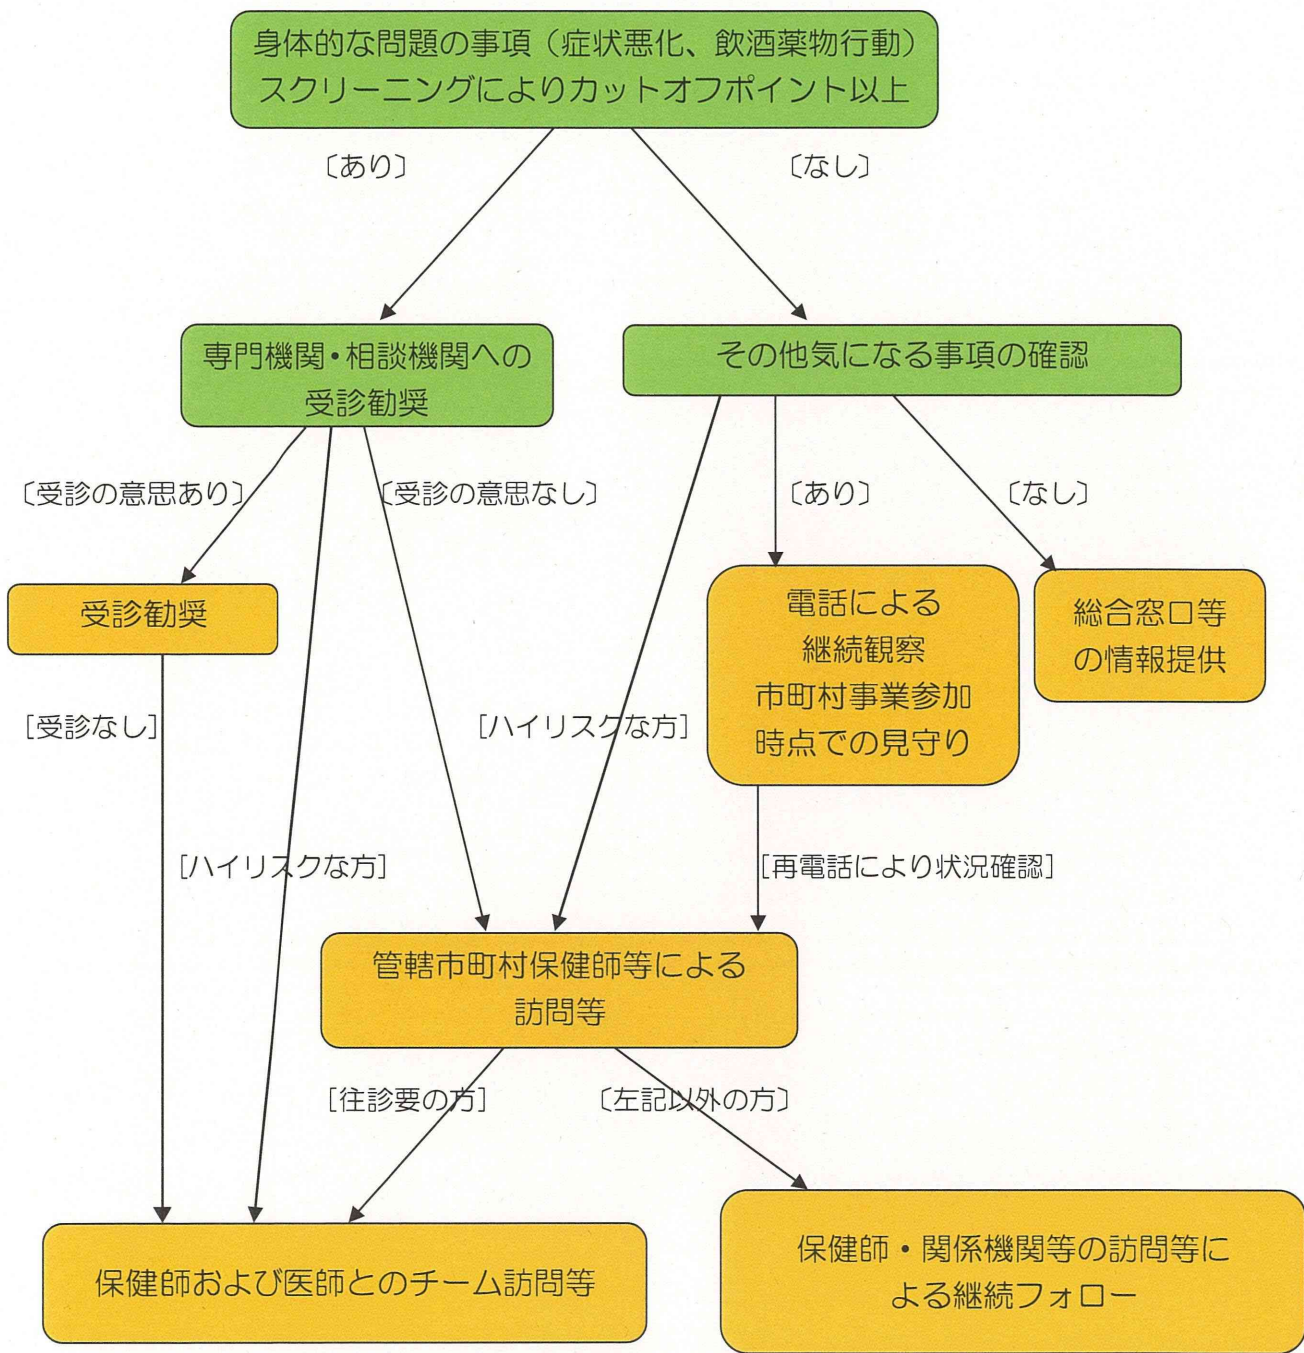 身体的な問題の事項（症状悪化、飲酒薬物行動）
スクリーニングによりカットオフポイント以上
〔あり〕
〔なし〕
専門機関・相談機関への
受診勧奨
その他気になる事項の確認
〔受診の意思あり〕
〔受診の意思なし〕
〔あり〕
〔なし〕
受診勧奨
電話による
継続観察
市町村事業参加
時点での見守り
総合窓口等
の情報提供
[受診なし]
[ハイリスクな方]
[ハイリスクな方]
[再電話により状況確認]
管轄市町村保健師等による
訪問等
[往診要の方]
〔左記以外の方〕
保健師および医師とのチーム訪問等
保健師・関係機関等の訪問等に
よる継続フォロー